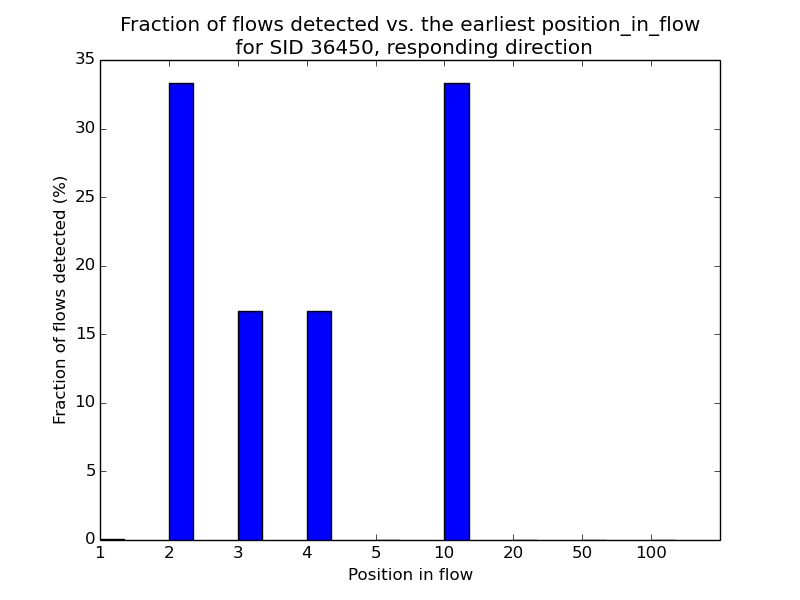 Fraction of flows detected vs. the earliest position_in_flow
for SID 36450, responding direction
Fraction of flows detected (%)
35
30
25
20
15
10
5
0
1 2 3 4 5 10 20 50 100
Position in flow